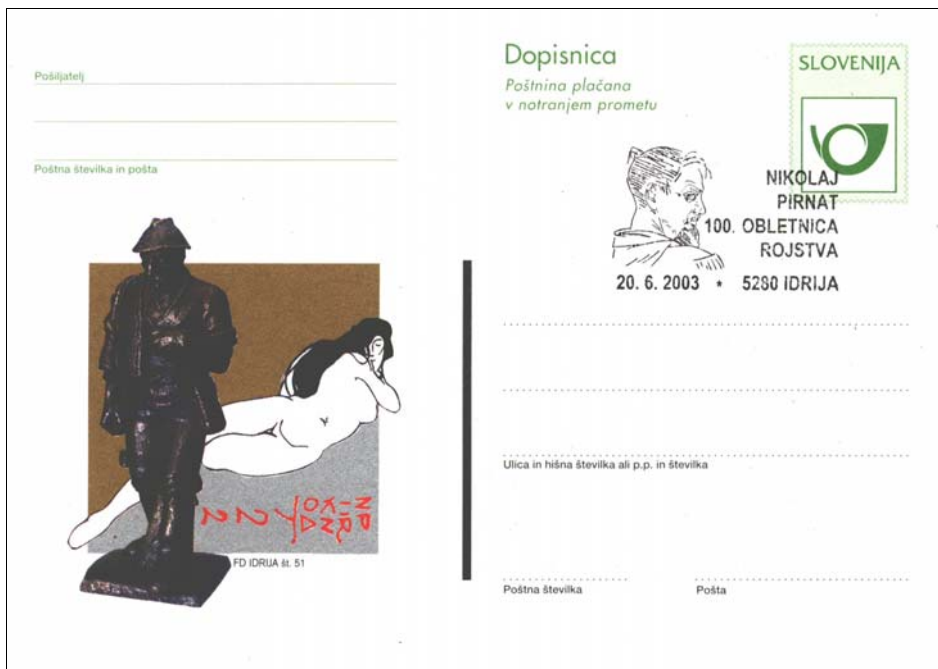 Pošiljatelj
Poštna številka in pošta
FD IDRIJA št. 51
Dopisnica
Poštnina plačana
v notranjem prometu
SLOVENIJA
NIKOLAJ
PIRNAT
100. OBLETNICA
ROJSTVA
20. 6. 2003 * 5280 IDRIJA
Ulica in hišna številka ali p.p. in številka
Poštna številka
Pošta